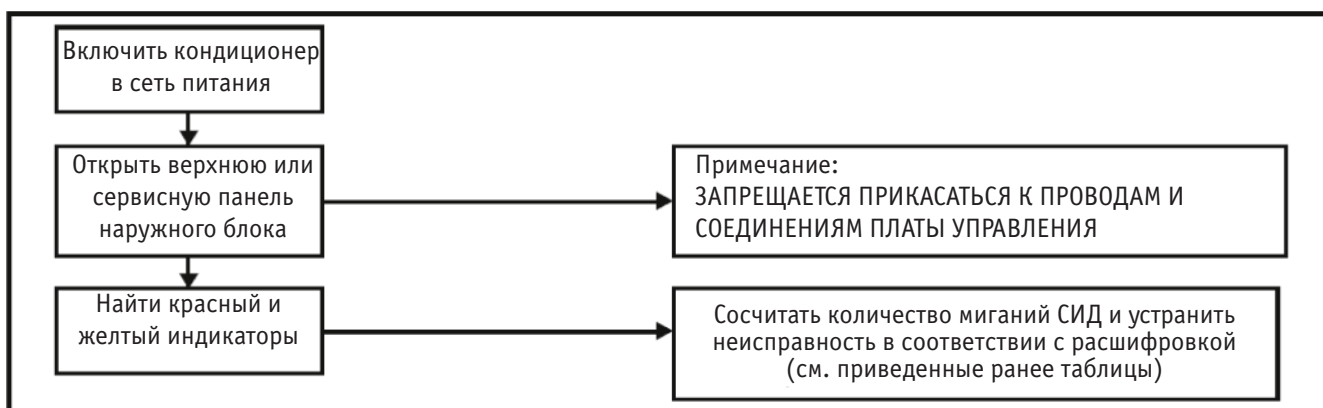 Включить кондиционер
в сеть питания
Открыть верхнюю или
сервисную панель
наружного блока
Примечание:
ЗАПРЕЩАЕТСЯ ПРИКАСАТЬСЯ К ПРОВОДАМ И
СОЕДИНЕНИЯМ ПЛАТЫ УПРАВЛЕНИЯ
Найти красный и
желтый индикаторы
Сосчитать количество миганий СИД и устранить
неисправность в соответствии с расшифровкой
(см. приведенные ранее таблицы)